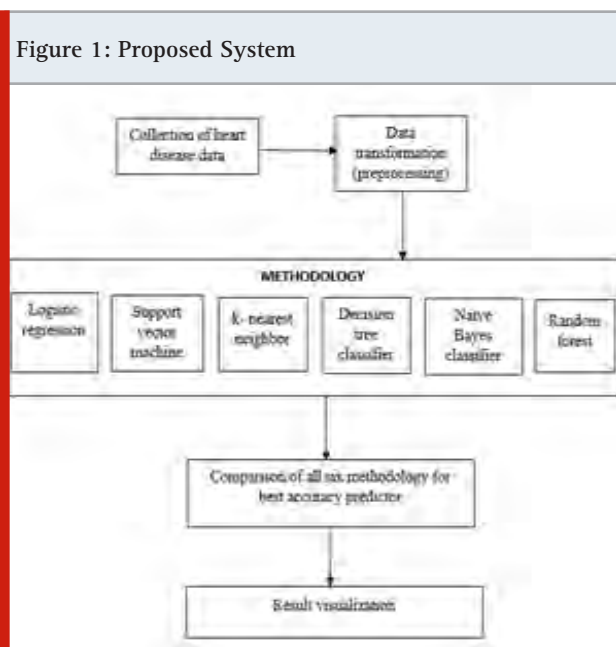 Figure 1: Proposed System
Collection of heart
disease data
Data
transformation
(preprocessing)
METHODOLOGY
Logistic
regression
Support
vector
machine
k- nearest
neighbor
Decision
tree
classifier
Naive
Bayes
classifier
Random
forest
Comparison of all six methodology for
best accuracy predictor
Result visualization